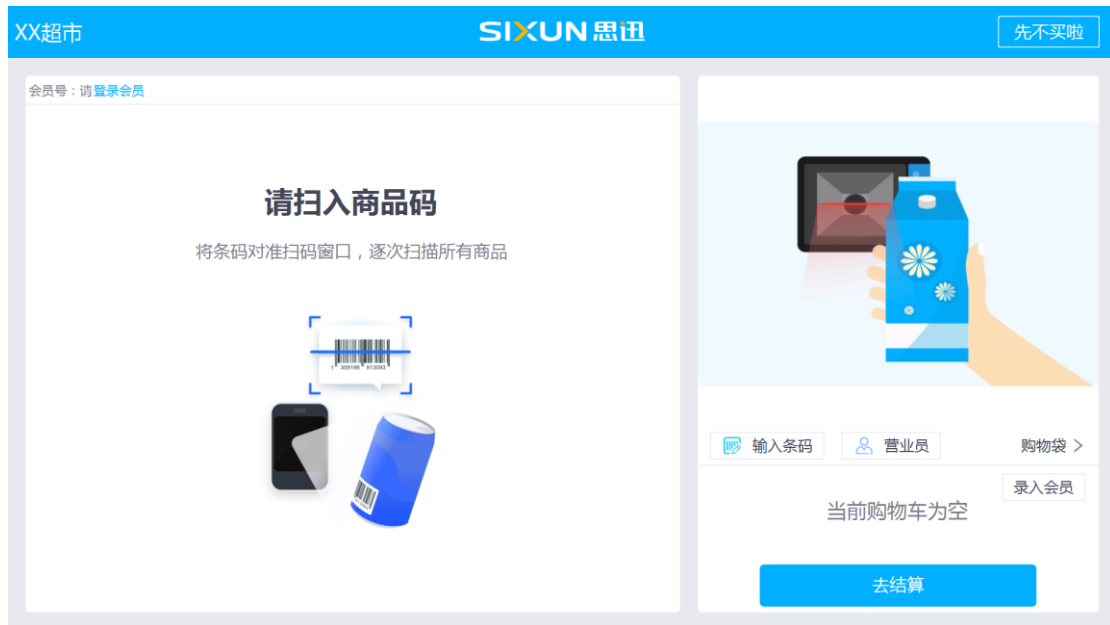 XX超市
SIXUN思迅
先不买啦
会员号：请登录会员
请扫入商品码
将条码对准扫码窗口，逐次扫描所有商品
1 309198 913093
输入条码
营业员
购物袋 >
录入会员
当前购物车为空
去结算